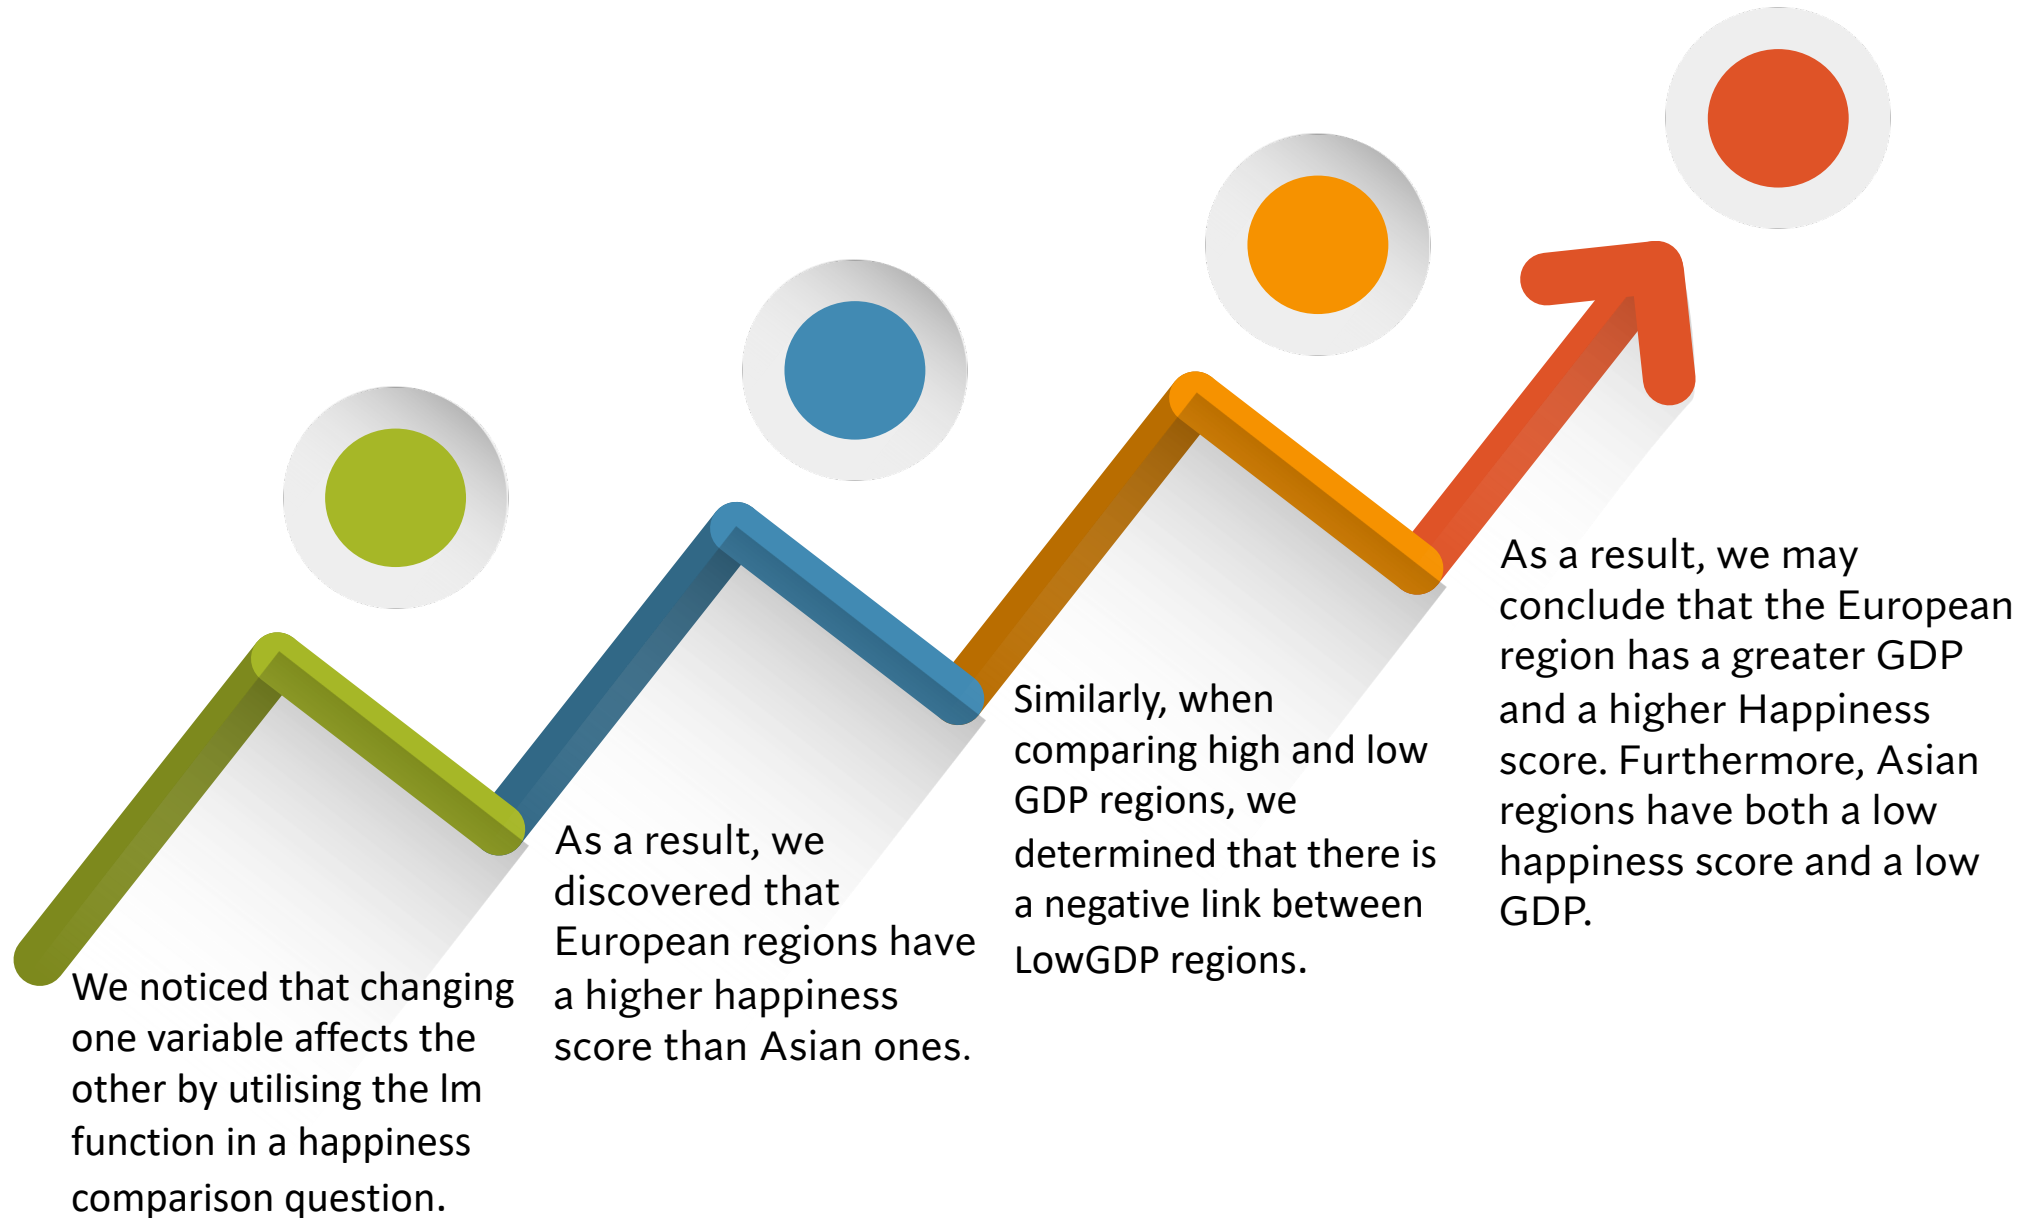 We noticed that changing
one variable affects the
other by utilising the lm
function in a happiness
comparison question.
As a result, we
discovered that
European regions have
a higher happiness
score than Asian ones.
Similarly, when
comparing high and low
GDP regions, we
determined that there is
a negative link between
LowGDP regions.
As a result, we may
conclude that the European
region has a greater GDP
and a higher Happiness
score. Furthermore, Asian
regions have both a low
happiness score and a low
GDP.